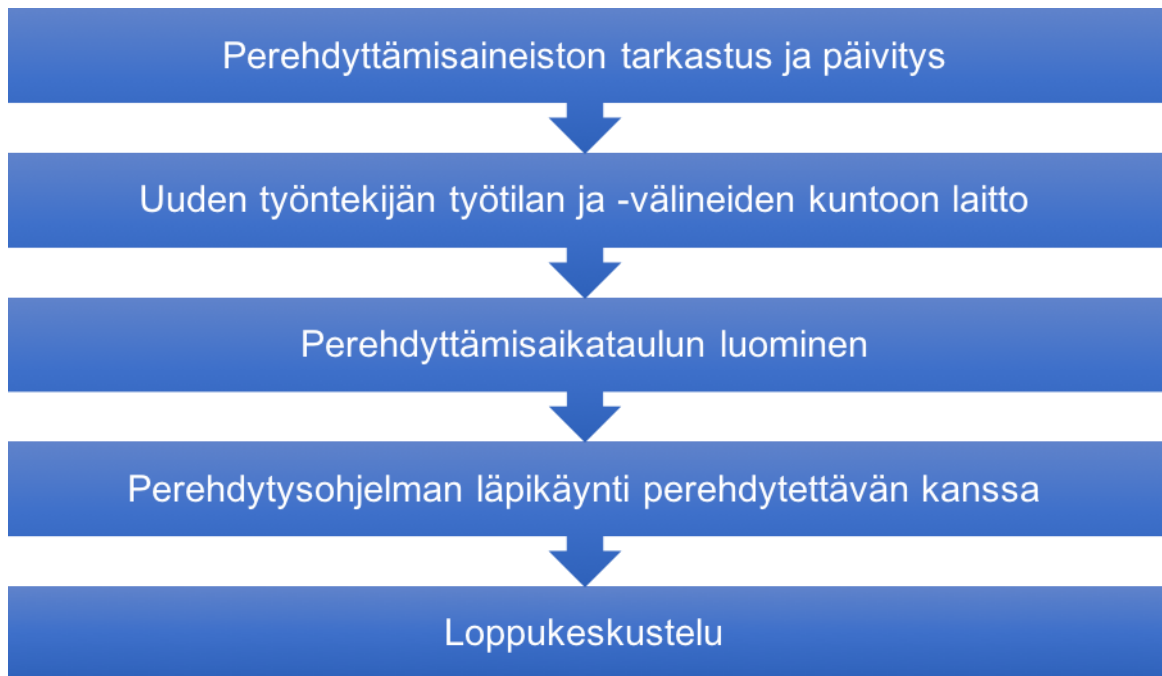 Perehdyttämisaineiston tarkastus ja päivitys
Uuden työntekijän työtilan ja -välineiden kuntoon laitto
Perehdyttämisaikataulun luominen
Perehdytysohjelman läpikäynti perehdytettävän kanssa
Loppukeskustelu